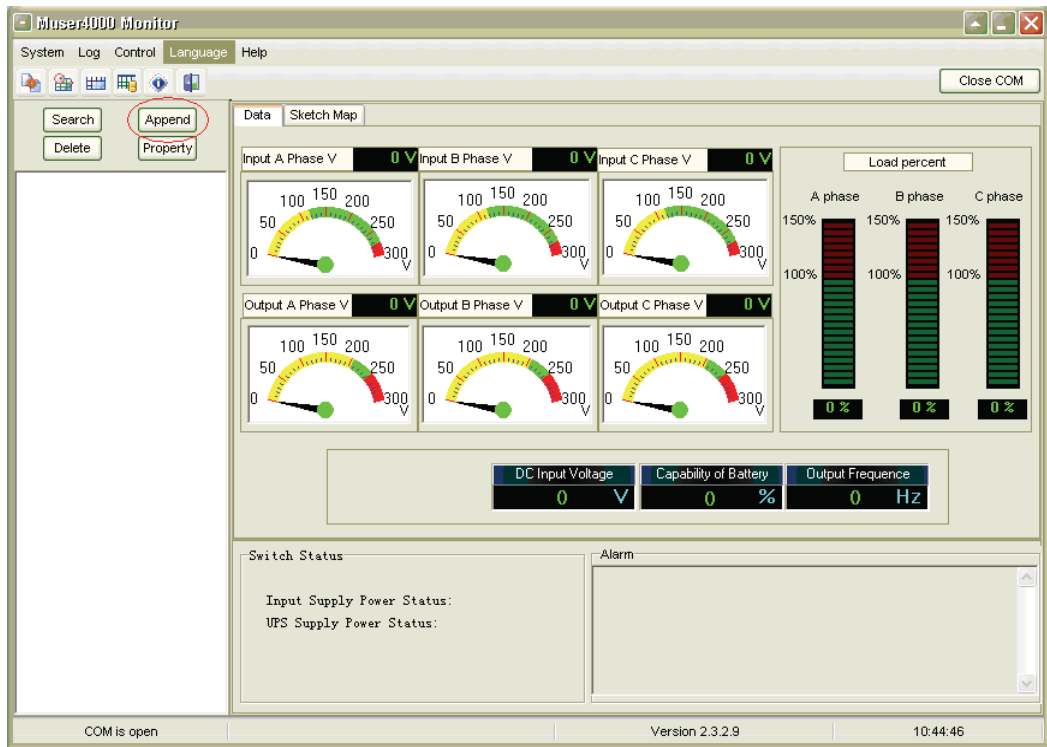 Muser4000 Monitor
System Log Control Language Help
Close COM
Search Append
Delete Property
Data Sketch Map
Input A Phase V 0 V Input B Phase V 0 V Input C Phase V 0 V
0 50 100 150 200 250 300 V
0 50 100 150 200 250 300 V
0 50 100 150 200 250 300 V
Output A Phase V 0 V Output B Phase V 0 V Output C Phase V 0 V
0 50 100 150 200 250 300 V
0 50 100 150 200 250 300 V
0 50 100 150 200 250 300 V
Load percent
A phase B phase C phase
150% 150% 150%
100% 100% 100%
0 % 0 % 0 %
DC Input Voltage Capability of Battery Output Frequence
0 V 0 % 0 Hz
Switch Status
Input Supply Power Status:
UPS Supply Power Status:
Alarm
COM is open Version 2.3.2.9 10:44:46